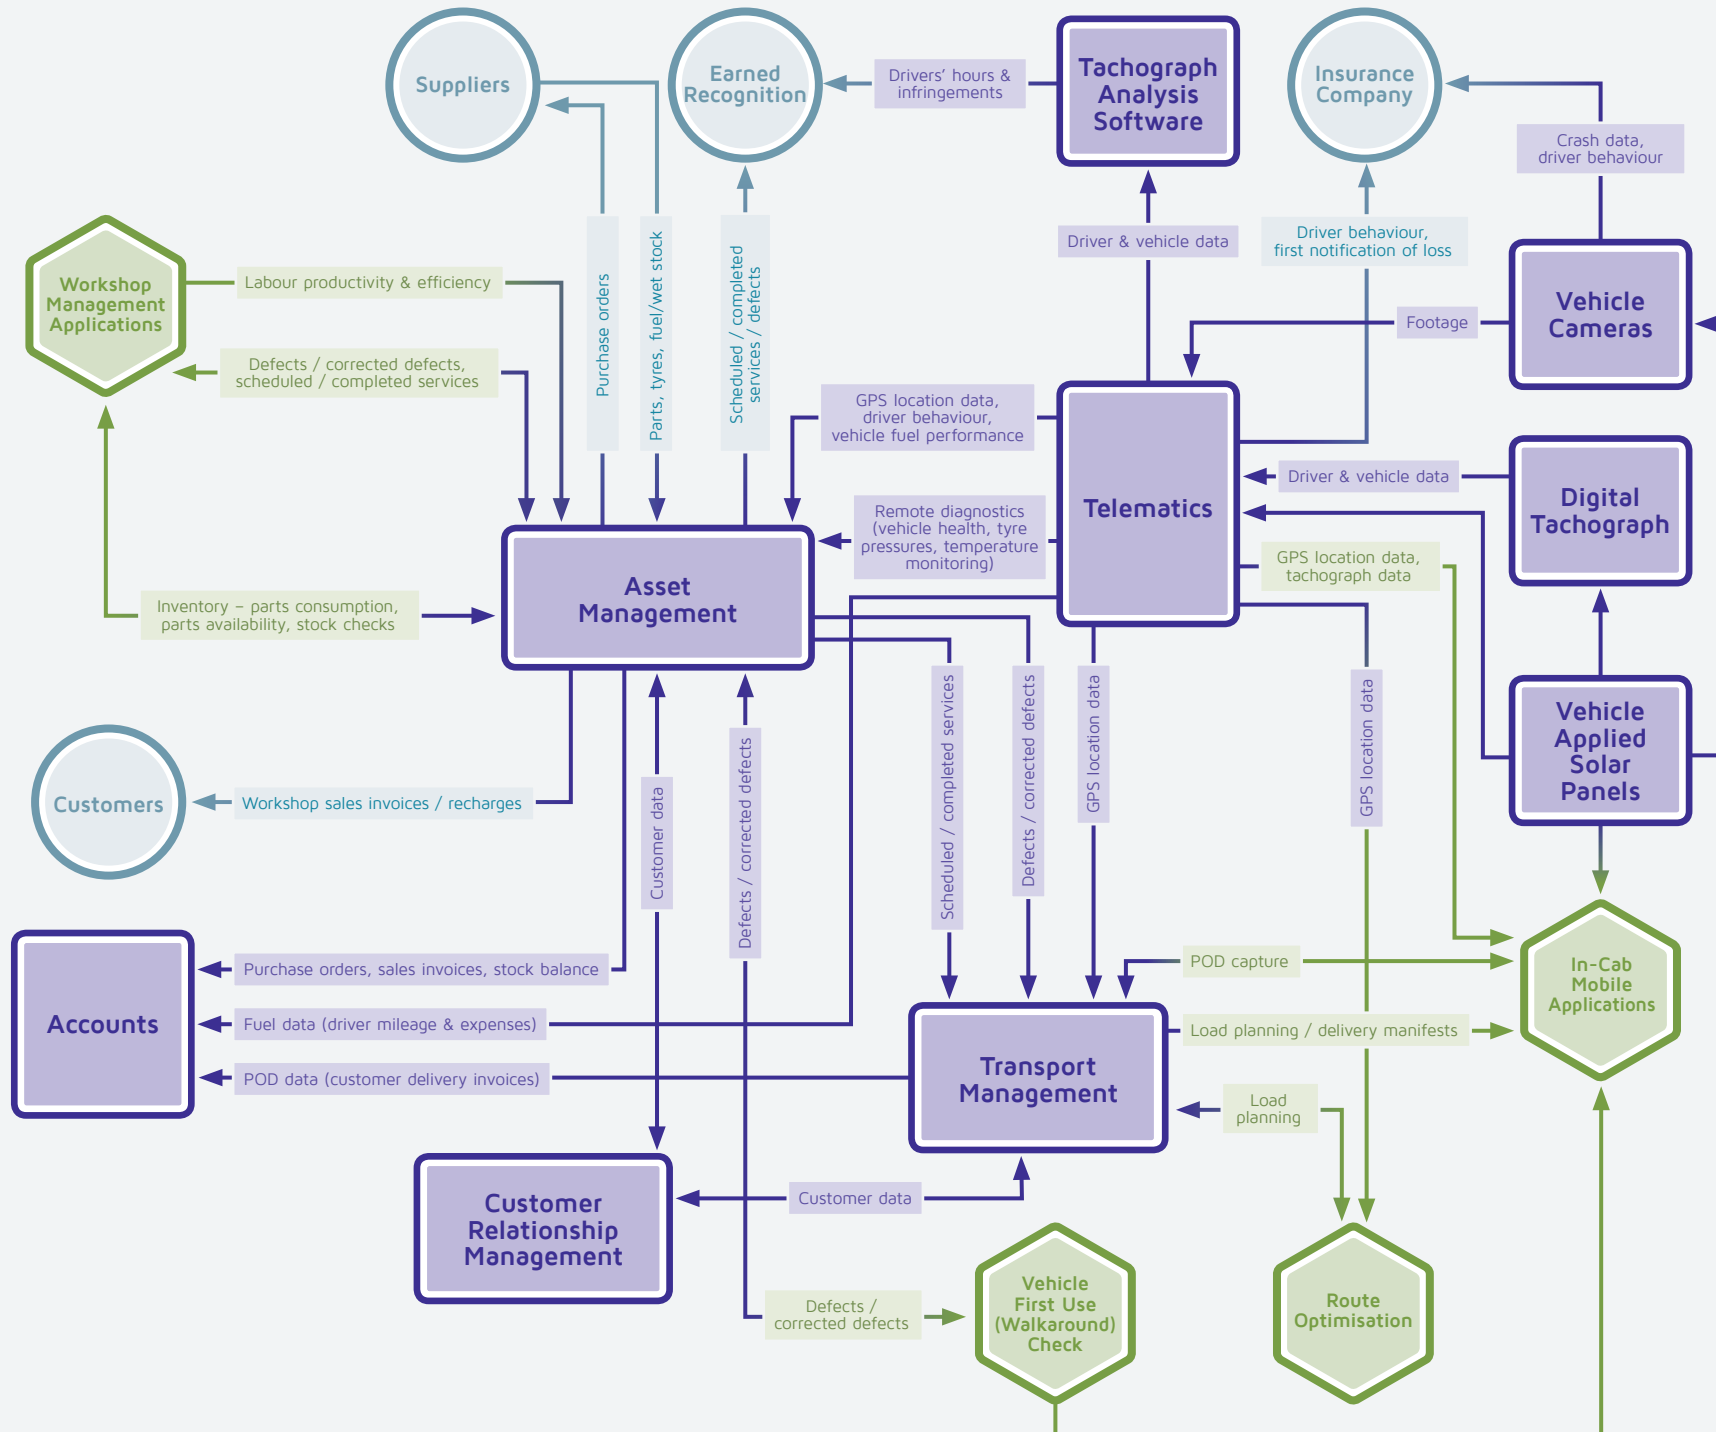 Suppliers
Earned
Recognition
Drivers’ hours &
infringements
Tachograph
Analysis
Software
Insurance
Company
Crash data,
driver behaviour
Workshop
Management
Applications
Labour productivity & efficiency
Defects / corrected defects,
scheduled / completed services
Purchase orders
Parts, tyres, fuel/wet stock
Scheduled / completed
services / defects
Driver & vehicle data
Driver behaviour,
first notification of loss
Vehicle
Cameras
Footage
GPS location data,
driver behaviour,
vehicle fuel performance
Telematics
Driver & vehicle data
Digital
Tachograph
Remote diagnostics
(vehicle health, tyre
pressures, temperature
monitoring)
GPS location data,
tachograph data
Asset
Management
Inventory – parts consumption,
parts availability, stock checks
Customers
Workshop sales invoices / recharges
Customer data
Defects / corrected defects
Scheduled / completed services
Defects / corrected defects
GPS location data
GPS location data
Vehicle
Applied
Solar
Panels
Accounts
Purchase orders, sales invoices, stock balance
Fuel data (driver mileage & expenses)
POD data (customer delivery invoices)
POD capture
In-Cab
Mobile
Applications
Load planning / delivery manifests
Transport
Management
Load
planning
Customer
Relationship
Management
Customer data
Defects /
corrected defects
Vehicle
First Use
(Walkaround)
Check
Route
Optimisation